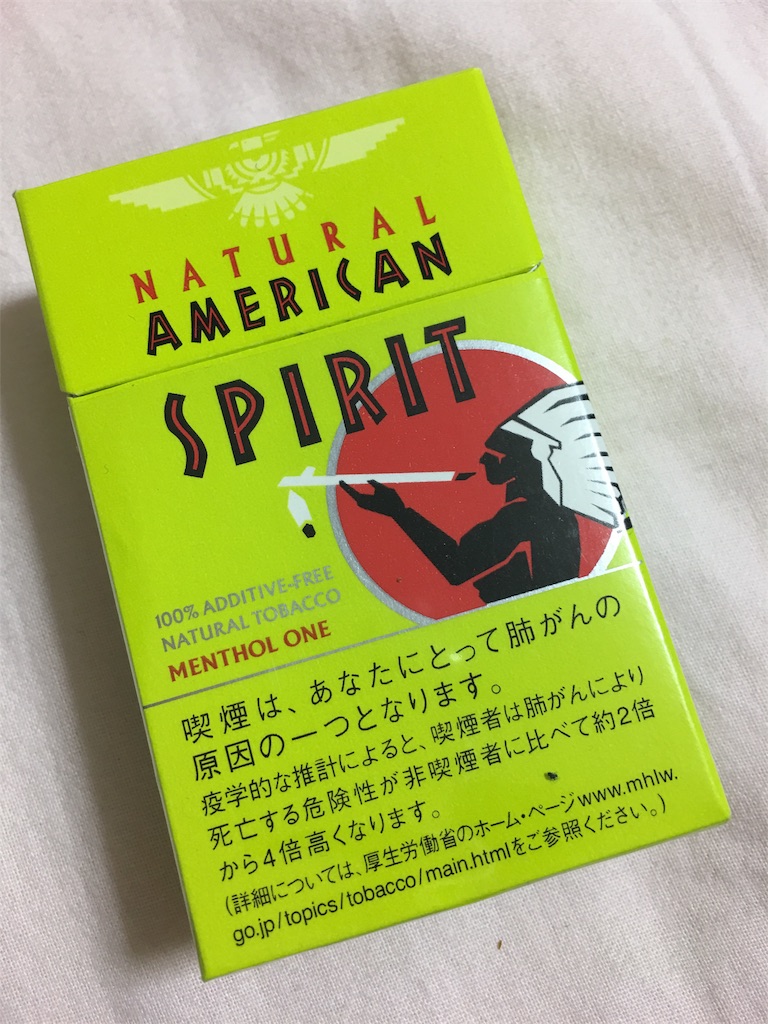 NATURAL
AMERICAN
SPIRIT
100% ADDITIVE-FREE
NATURAL TOBACCO
MENTHOL ONE
喫煙は、あなたにとって肺がんの
原因の一つとなります。
疫学的な推計によると、喫煙者は肺がんにより
死亡する危険性が非喫煙者に比べて約2倍
から4倍高くなります。
(詳細については、厚生労働省のホーム・ページwww.mhlw.
go.jp/topics/tobacco/main.htmlをご参照ください。)